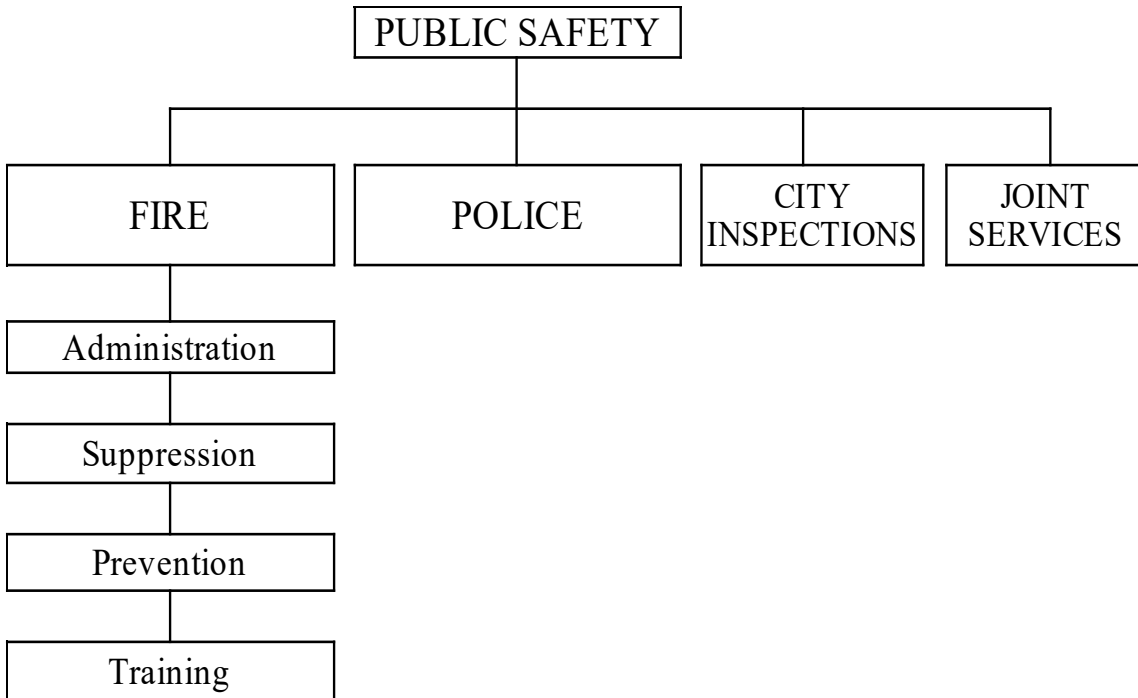 PUBLIC SAFETY
FIRE
POLICE
CITY
INSPECTIONS
JOINT
SERVICES
Administration
Suppression
Prevention
Training